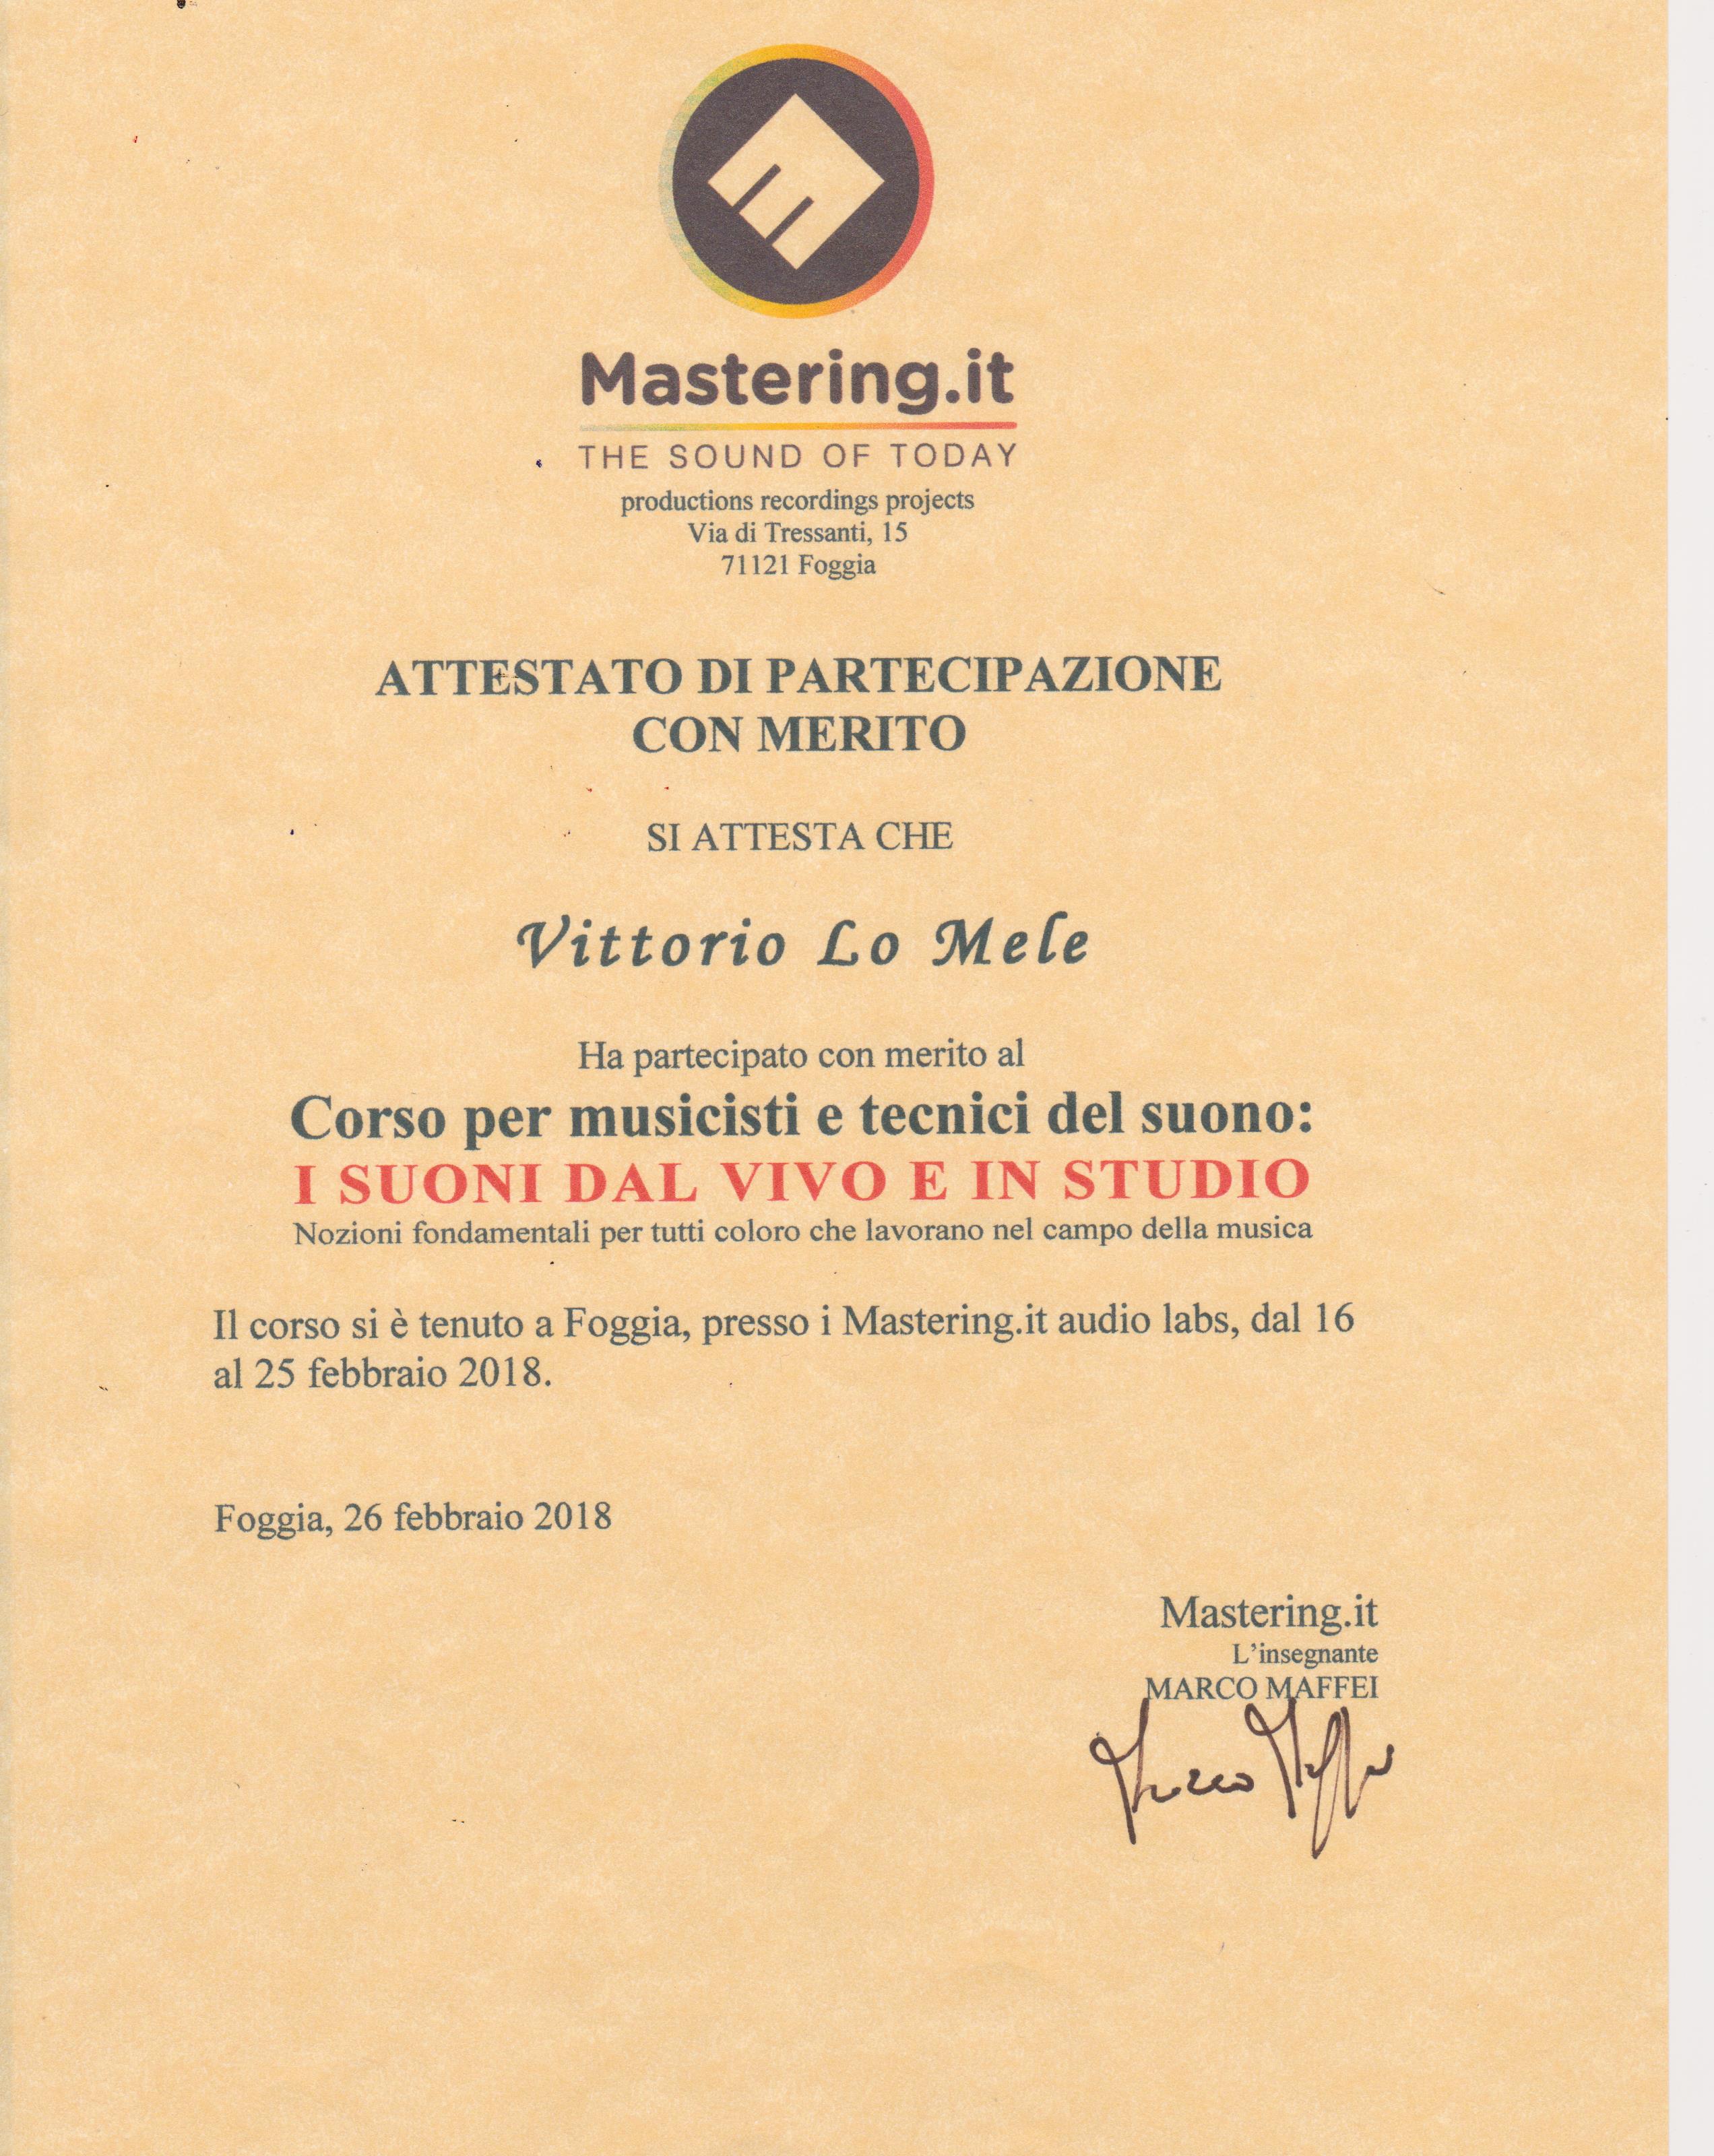 Mastering.it
THE SOUND OF TODAY
productions recordings projects
Via di Tressanti, 15
71121 Foggia
ATTESTATO DI PARTECIPAZIONE
CON MERITO
SI ATTESTA CHE
Vittorio Lo Mele
Ha partecipato con merito al
Corso per musicisti e tecnici del suono:
I SUONI DAL VIVO E IN STUDIO
Nozioni fondamentali per tutti coloro che lavorano nel campo della musica
Il corso si è tenuto a Foggia, presso i Mastering.it audio labs, dal 16
al 25 febbraio 2018.
Foggia, 26 febbraio 2018
Mastering.it
L’insegnante
MARCO MAFFEI
Marco Maffei